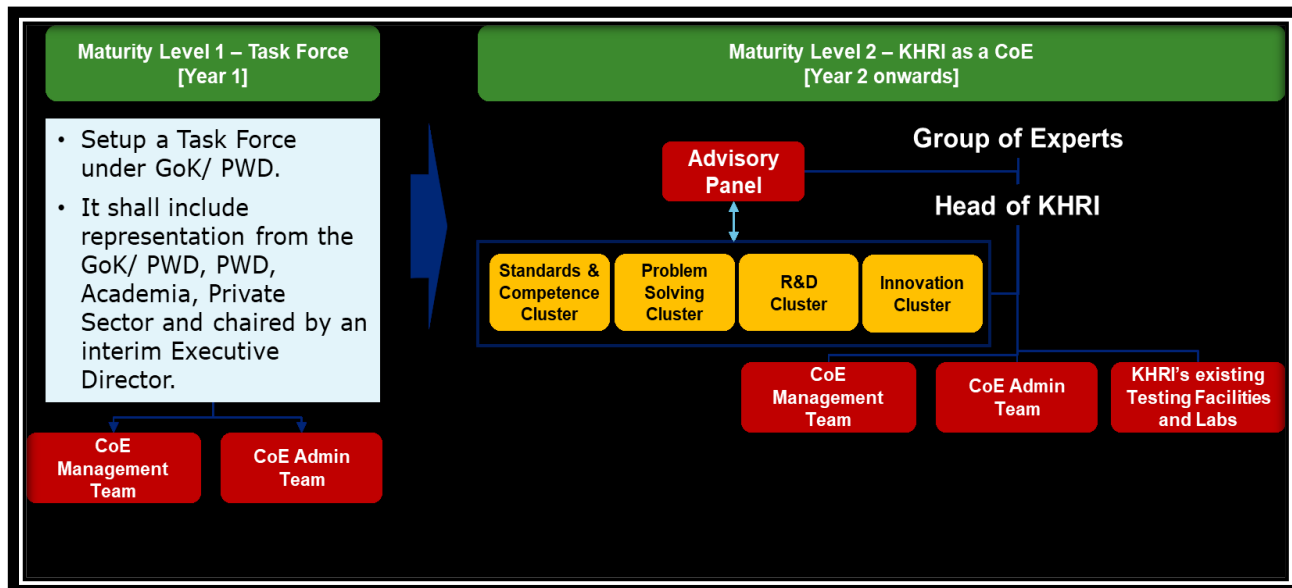 Maturity Level 1 – Task Force
[Year 1]
• Setup a Task Force
under GoK/ PWD.
• It shall include
representation from the
GoK/ PWD, PWD,
Academia, Private
Sector and chaired by an
interim Executive
Director.
CoE
Management
Team
CoE Admin
Team
Maturity Level 2 – KHRI as a CoE
[Year 2 onwards]
Group of Experts
Advisory
Panel
Head of KHRI
Standards &
Competence
Cluster
Problem
Solving
Cluster
R&D
Cluster
Innovation
Cluster
CoE
Management
Team
CoE Admin
Team
KHRI's existing
Testing Facilities
and Labs